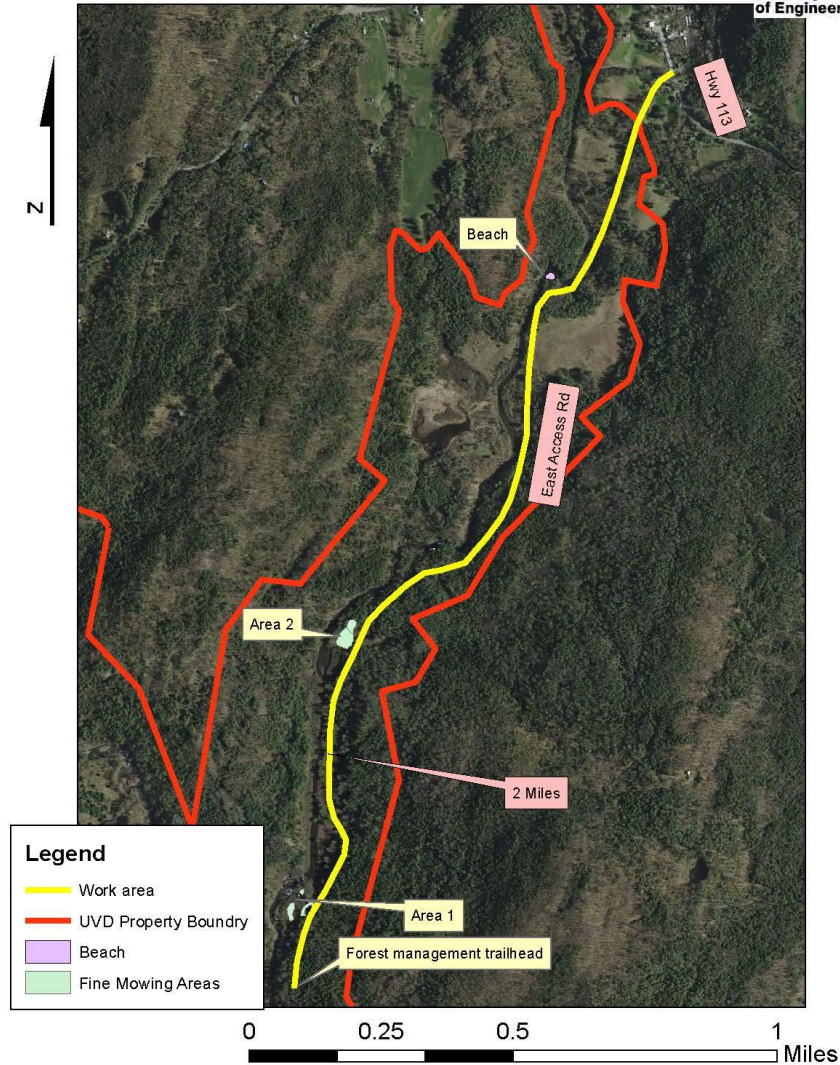 of Engineer
Hwy 113
N
Beach
East Access Rd
Area 2
2 Miles
Legend
Work area
UVD Property Boundry
Beach
Fine Mowing Areas
Area 1
Forest management trailhead
0 0.25 0.5 1
Miles